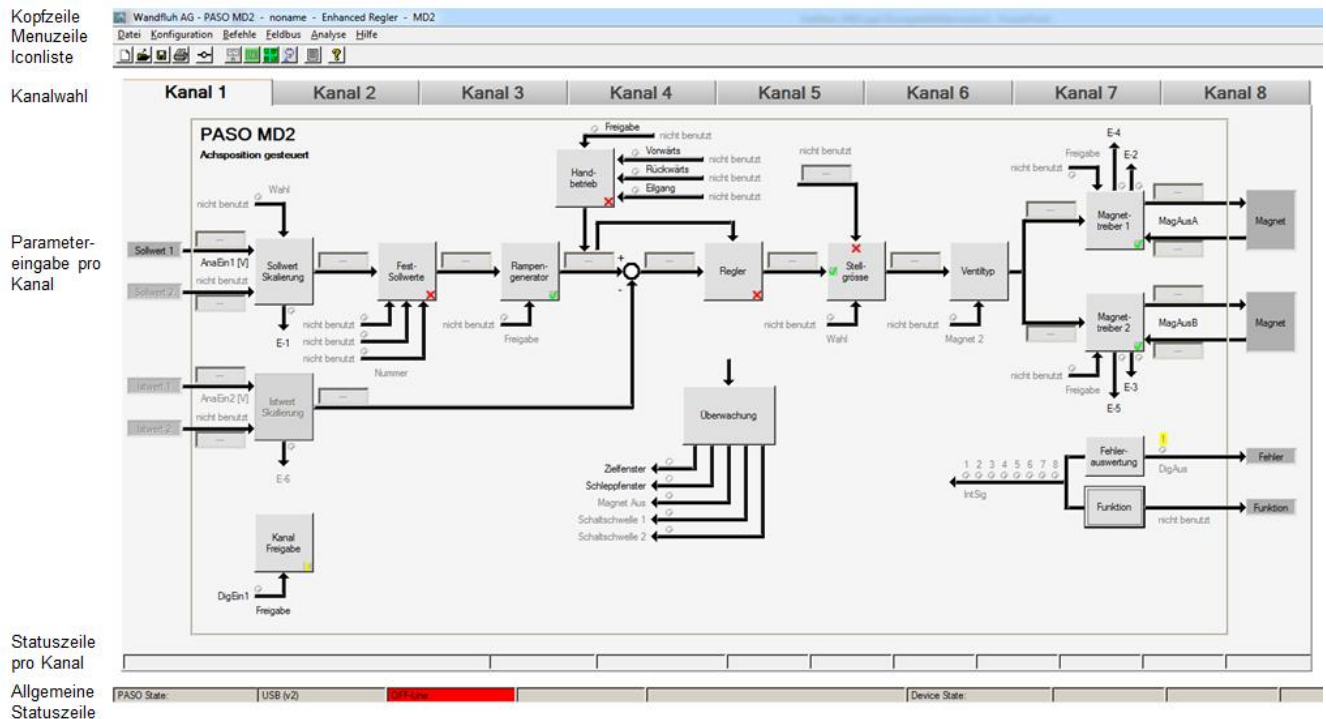 Kopfzeile
Wandfluh AG - PASO MD2 - noname - Enhanced Regler - MD2
Menuzeile
Datei Konfiguration Befehle Feldbus Analyse Hilfe
Iconliste
Kanalwahl
Kanal 1 Kanal 2 Kanal 3 Kanal 4 Kanal 5 Kanal 6 Kanal 7 Kanal 8
PASO MD2
Achsposition gesteuert
Freigabe
nicht benutzt
Vorwärts
nicht benutzt
Rückwärts
nicht benutzt
Eilgang
nicht benutzt
Hand-
betrieb
nicht benutzt
---
E-4
E-2
Freigabe
nicht benutzt
Wahl
nicht benutzt
Parameter-
eingabe pro
Kanal
Sollwert 1
---
AnaEin1 [V]
Sollwert 2
nicht benutzt
---
Sollwert
Skalierung
E-1
---
Fest-
Sollwerte
nicht benutzt
nicht benutzt
nicht benutzt
Nummer
---
Rampen-
generator
nicht benutzt
Freigabe
---
+
-
---
Regler
---
Stell-
grösse
nicht benutzt
Wahl
---
Ventiltyp
nicht benutzt
Magnet 2
---
Magnet-
treiber 1
---
MagAusA
---
Magnet
---
Magnet-
treiber 2
---
MagAusB
---
Magnet
nicht benutzt
Freigabe
E-3
E-5
Istwert 1
---
AnaEin2 [V]
Istwert 2
nicht benutzt
---
Istwert
Skalierung
---
E-6
Überwachung
Zielfenster
Schleppfenster
Magnet Aus
Schaltschwelle 1
Schaltschwelle 2
1 2 3 4 5 6 7 8
IntSig
Fehler-
auswertung
1
DigAus
Fehler
Funktion
nicht benutzt
Funktion
Kanal
Freigabe
DigEin1
Freigabe
Statuszeile
pro Kanal
Allgemeine
Statuszeile
PASO State: USB (v2) OFF-Line Device State: